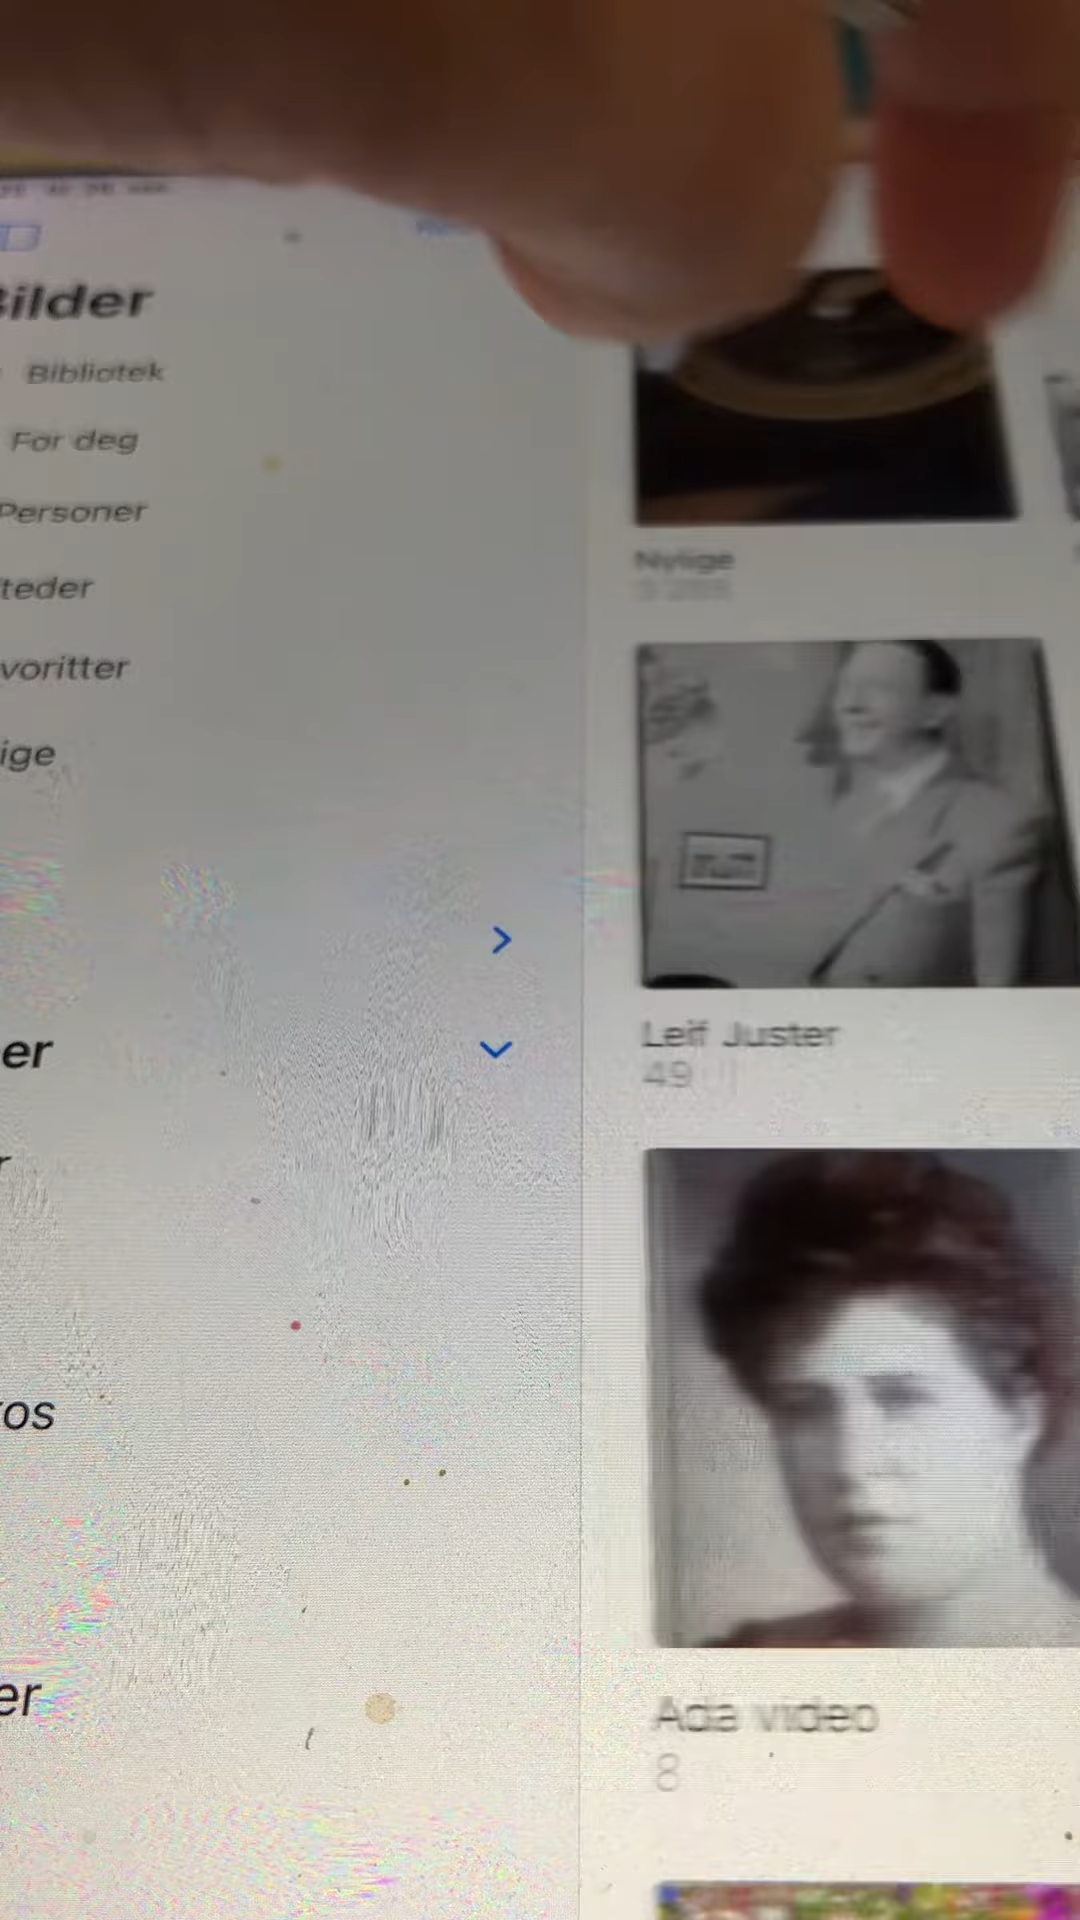 Bilder
Bibliotek
For deg
Personer
teder
voritter
ige
er
r
os
er
Nylige
Leif Juster
49
Ada video
8